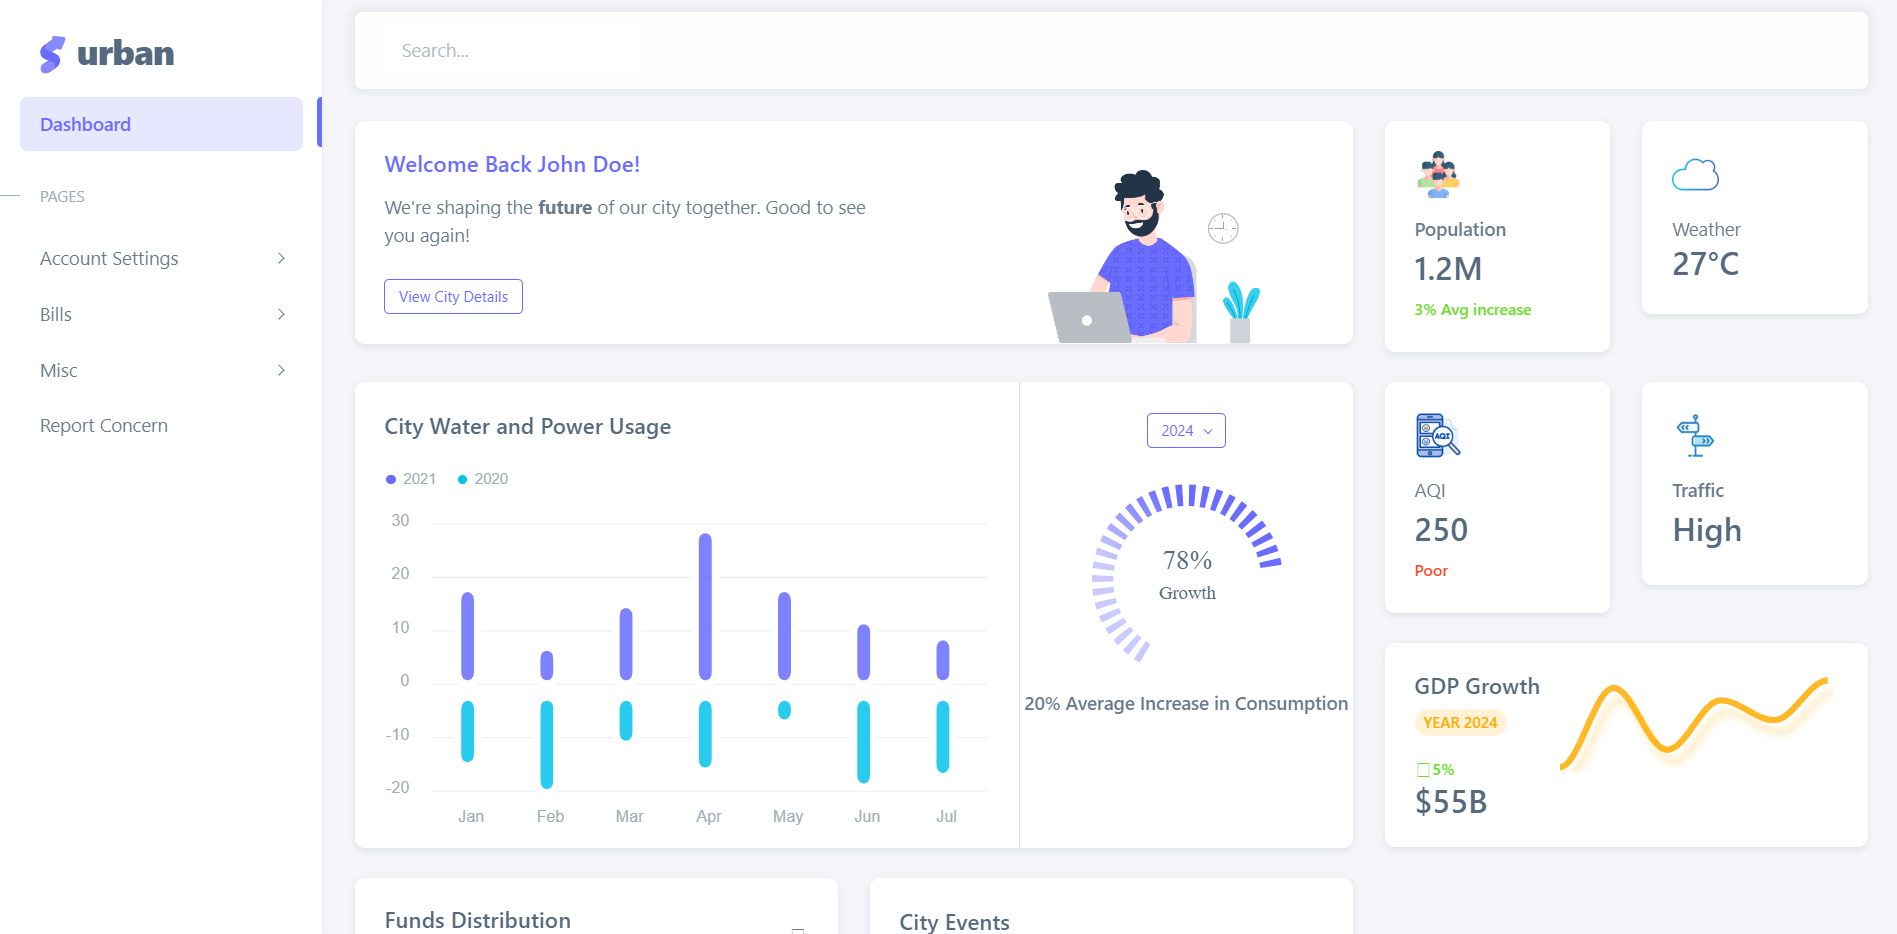 urban
Dashboard
PAGES
Account Settings
Bills
Misc
Report Concern
Search...
Welcome Back John Doe!
We're shaping the future of our city together. Good to see
you again!
View City Details
Population
1.2M
3% Avg increase
Weather
27°C
City Water and Power Usage
2021 2020
30
20
10
0
-10
-20
Jan Feb Mar Apr May Jun Jul
2024
78%
Growth
20% Average Increase in Consumption
AQI
AQI
250
Poor
Traffic
High
GDP Growth
YEAR 2024
5%
$55B
Funds Distribution
City Events